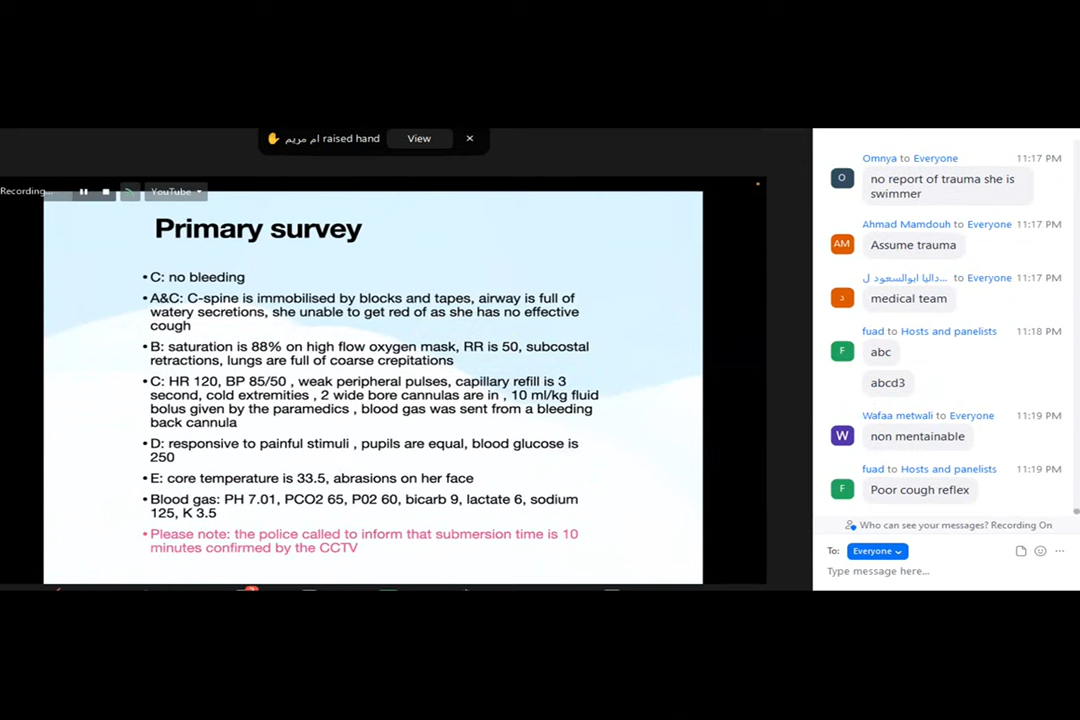 ام مريم raised hand
View
Recording...
YouTube
Primary survey
•C: no bleeding
•A&C: C-spine is immobilised by blocks and tapes, airway is full of
watery secretions, she unable to get red of as she has no effective
cough
•B: saturation is 88% on high flow oxygen mask, RR is 50, subcostal
retractions, lungs are full of coarse crepitations
•C: HR 120, BP 85/50 , weak peripheral pulses, capillary refill is 3
second, cold extremities , 2 wide bore cannulas are in , 10 ml/kg fluid
bolus given by the paramedics , blood gas was sent from a bleeding
back cannula
•D: responsive to painful stimuli , pupils are equal, blood glucose is
250
•E: core temperature is 33.5, abrasions on her face
•Blood gas: PH 7.01, PCO2 65, P02 60, bicarb 9, lactate 6, sodium
125, K 3.5
•Please note: the police called to inform that submersion time is 10
minutes confirmed by the CCTV
Omnya to Everyone 11:17 PM
O
no report of trauma she is
swimmer
Ahmad Mamdouh to Everyone 11:17 PM
AM
Assume trauma
داليا ابوالسعود ل... to Everyone 11:17 PM
د
medical team
fuad to Hosts and panelists 11:18 PM
F
abc
abcd3
Wafaa metwali to Everyone 11:19 PM
W
non mentainable
fuad to Hosts and panelists 11:19 PM
F
Poor cough reflex
Who can see your messages? Recording On
To: Everyone
Type message here...